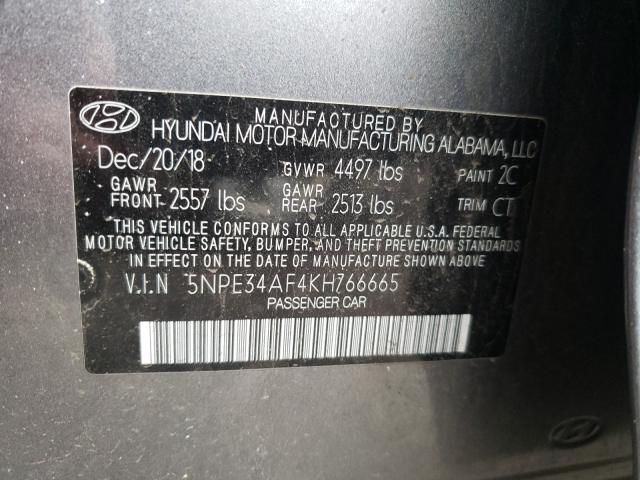 MANUFACTURED BY
HYUNDAI MOTOR MANUFACTURING ALABAMA, LLC
Dec/20/18 GVWR 4497 lbs PAINT 2C
GAWR FRONT 2557 lbs GAWR REAR 2513 lbs TRIM CT
THIS VEHICLE CONFORMS TO ALL APPLICABLE U.S.A. FEDERAL
MOTOR VEHICLE SAFETY, BUMPER, AND THEFT PREVENTION STANDARDS
IN EFFECT ON THE DATE OF MANUFACTURE SHOWN ABOVE.
V.I.N 5NPE34AF4KH766665
PASSENGER CAR